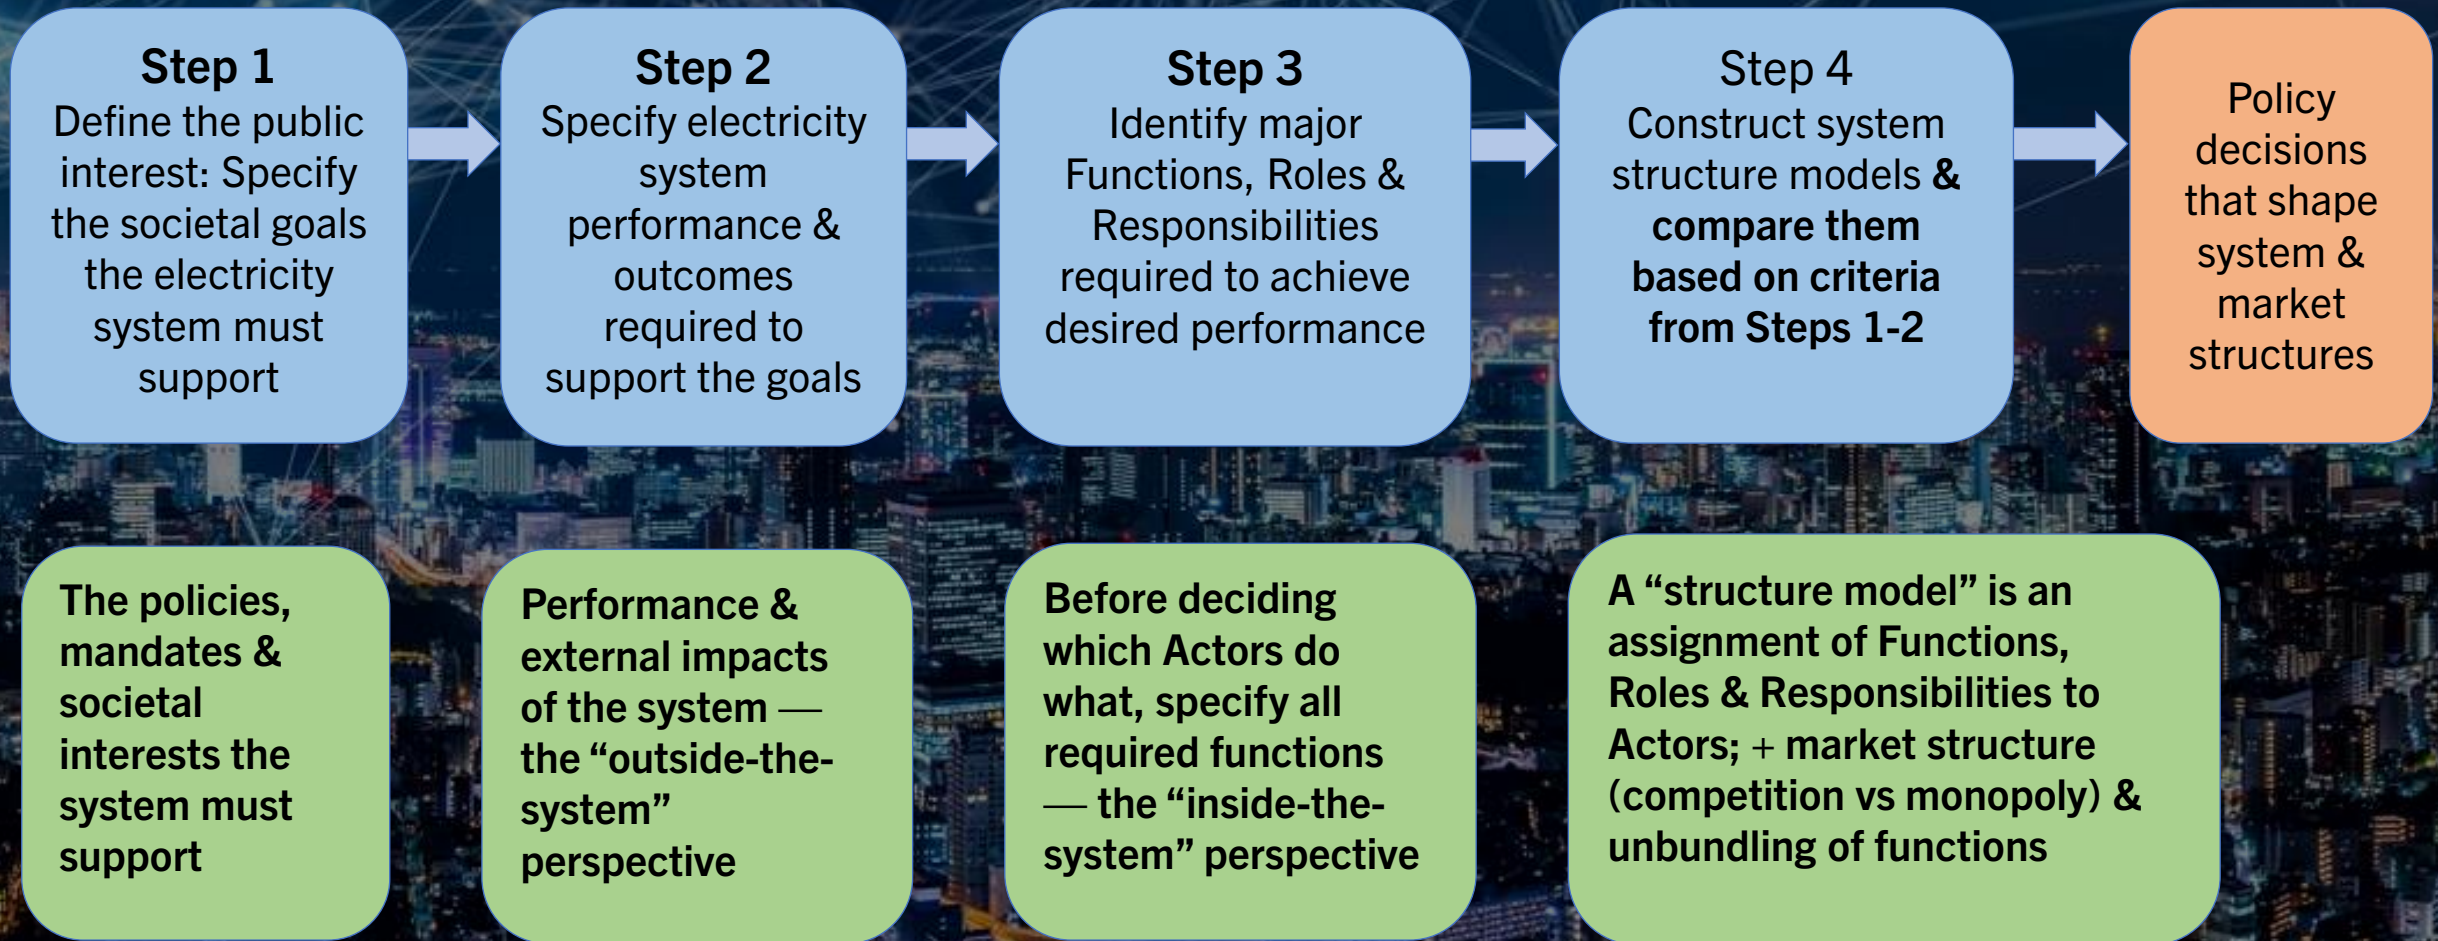 Step 1
Define the public
interest: Specify
the societal goals
the electricity
system must
support
Step 2
Specify electricity
system
performance &
outcomes
required to
support the goals
Step 3
Identify major
Functions, Roles &
Responsibilities
required to achieve
desired performance
Step 4
Construct system
structure models &
compare them
based on criteria
from Steps 1-2
Policy
decisions
that shape
system &
market
structures
The policies,
mandates &
societal
interests the
system must
support
Performance &
external impacts
of the system —
the “outside-the-
system”
perspective
Before deciding
which Actors do
what, specify all
required functions
— the “inside-the-
system” perspective
A “structure model” is an
assignment of Functions,
Roles & Responsibilities to
Actors; + market structure
(competition vs monopoly) &
unbundling of functions